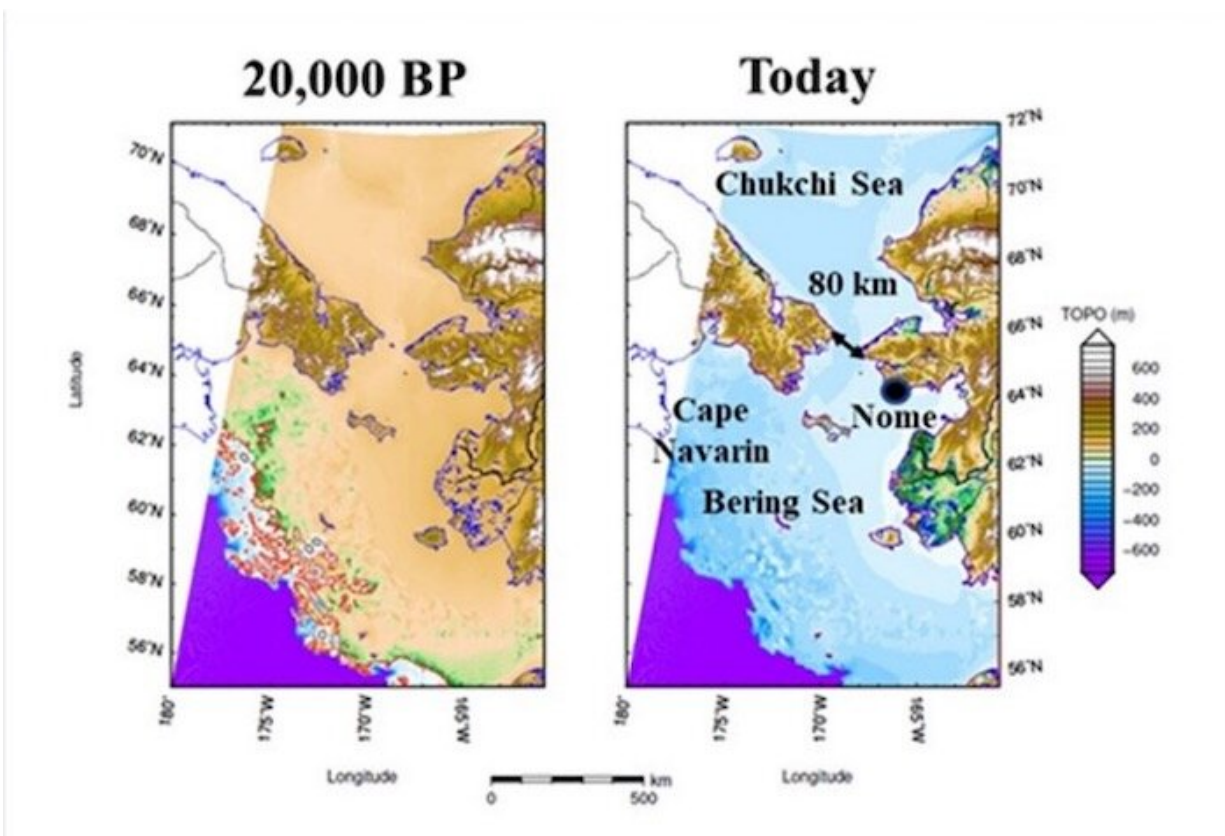 20,000 BP
Today
70°N
68°N
66°N
64°N
62°N
60°N
58°N
56°N
Latitude
180°
175°W
170°W
165°W
Longitude
Chukchi Sea
80 km
Nome
Cape
Navarin
Bering Sea
72°N
70°N
68°N
66°N
64°N
62°N
60°N
58°N
56°N
180°
175°W
170°W
165°W
Longitude
TOPO (m)
600
400
200
0
-200
-400
-600
km
0
500